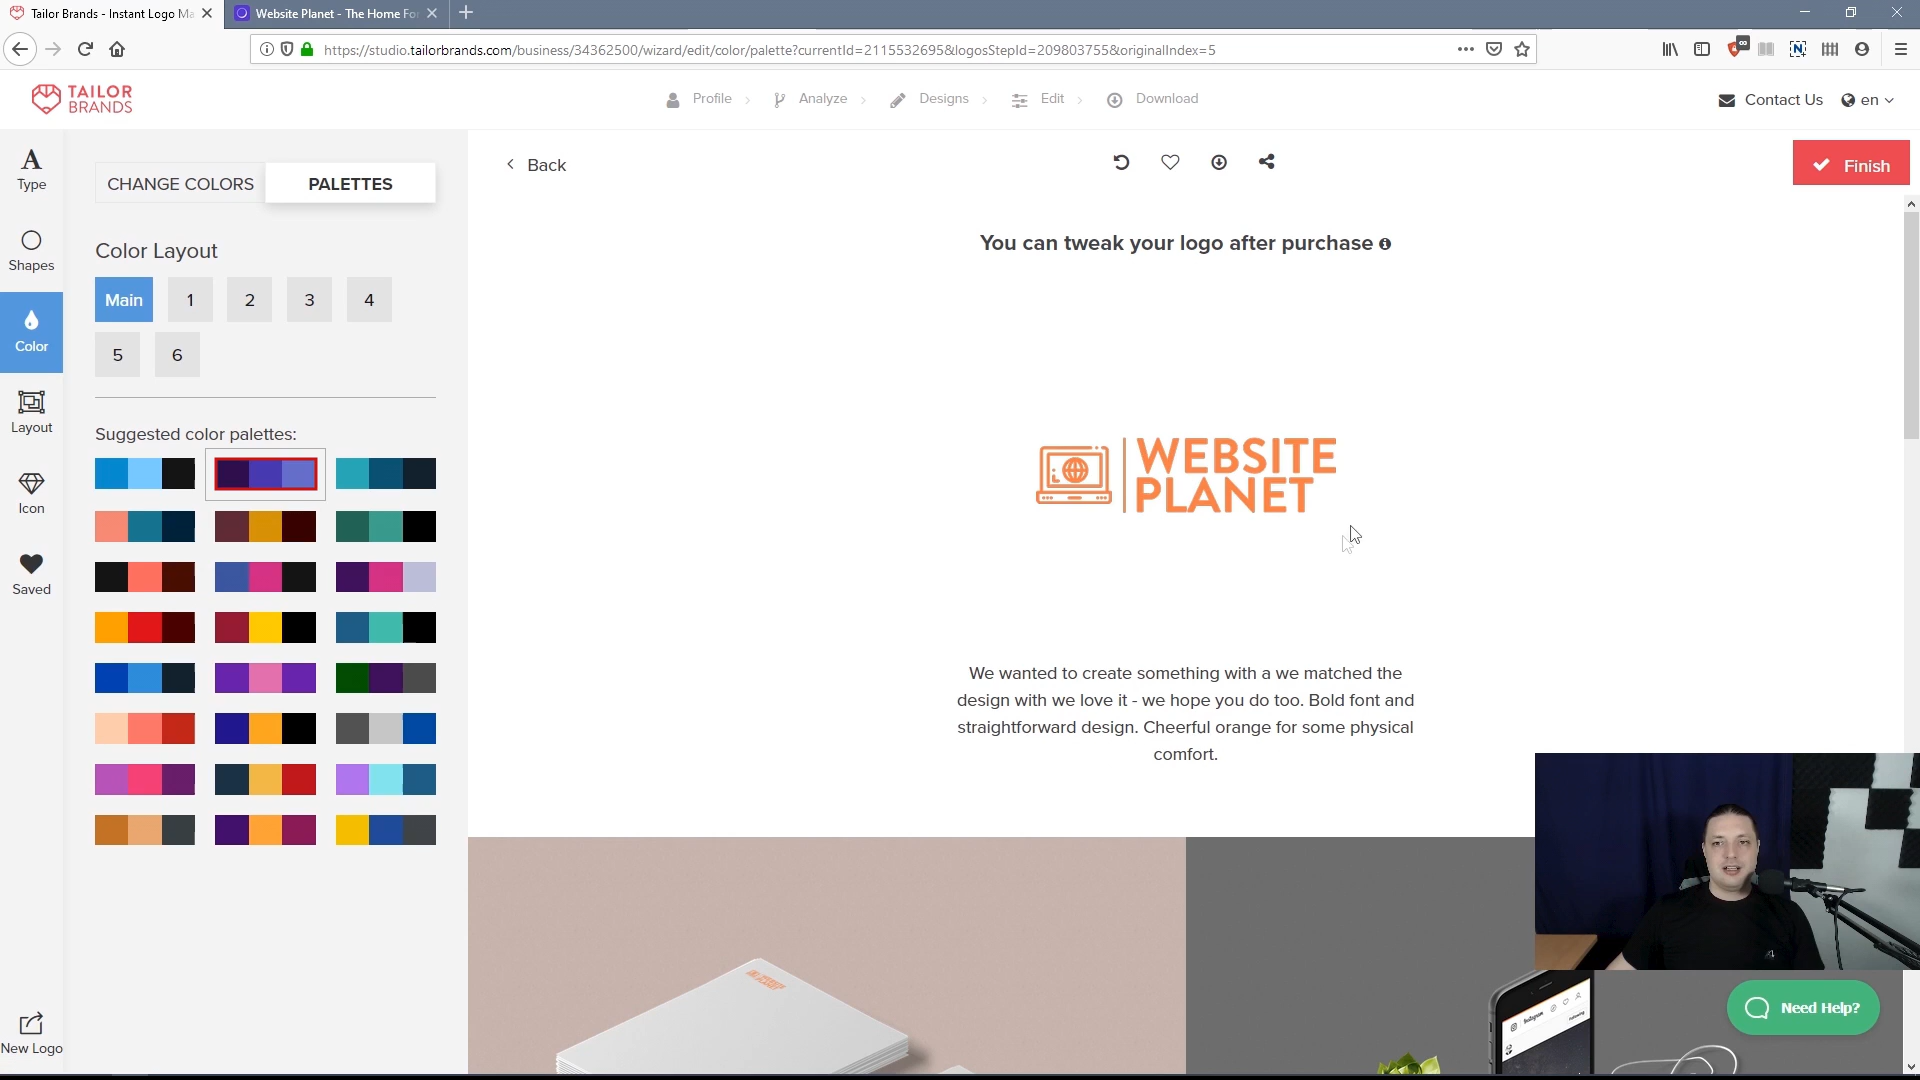 Tailor Brands - Instant Logo Ma
Website Planet - The Home Fo
https://studio.tailorbrands.com/business/34362500/wizard/edit/color/palette?currentId=2115532695&logosStepId=209803755&originalIndex=5
TAILOR
BRANDS
Profile
Analyze
Designs
Edit
Download
Contact Us
en
A
Type
Shapes
Color
Layout
Icon
Saved
New Logo
CHANGE COLORS
PALETTES
Color Layout
Main 1 2 3 4
5 6
Suggested color palettes:
Back
Finish
You can tweak your logo after purchase
WEBSITE
PLANET
We wanted to create something with a we matched the
design with we love it - we hope you do too. Bold font and
straightforward design. Cheerful orange for some physical
comfort.
Instagram
Need Help?